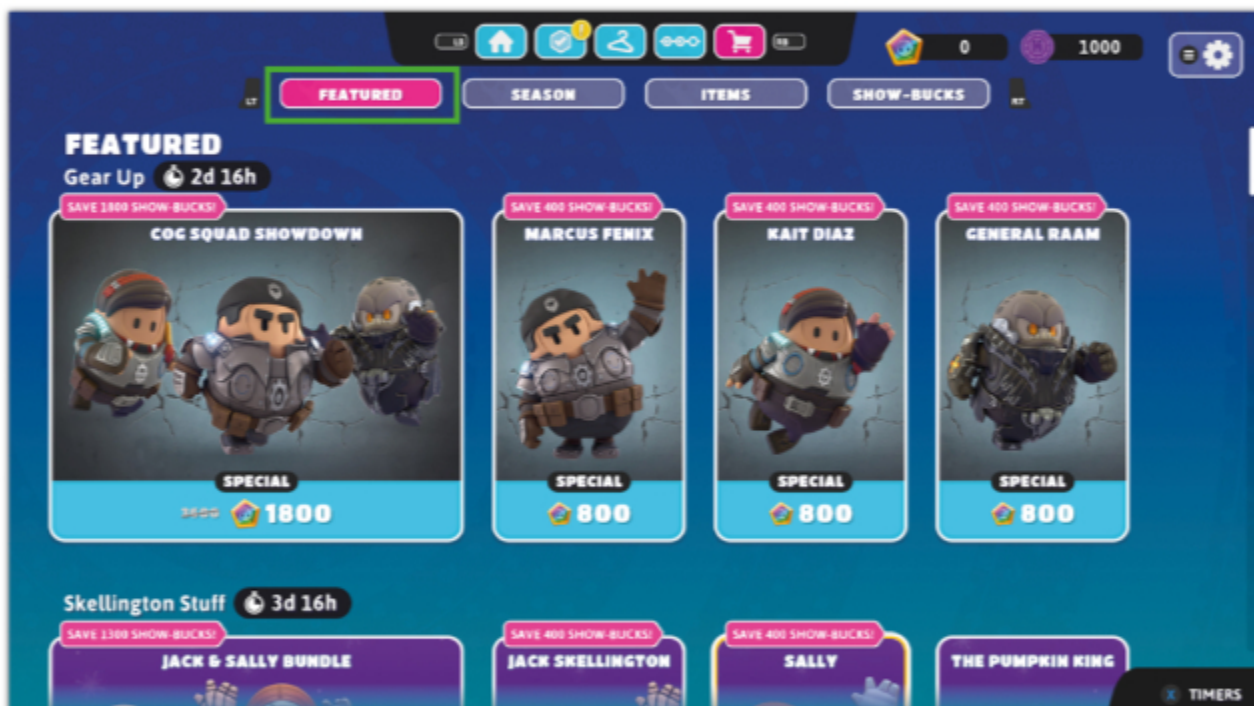 LB
RB
0
1000
LT
FEATURED
SEASON
ITEMS
SHOW-BUCKS
RT
FEATURED
Gear Up 2d 16h
SAVE 1800 SHOW-BUCKS!
SAVE 400 SHOW-BUCKS!
SAVE 400 SHOW-BUCKS!
SAVE 400 SHOW-BUCKS!
COG SQUAD SHOWDOWN
MARCUS FENIX
KAIT DIAZ
GENERAL RAAM
SPECIAL
SPECIAL
SPECIAL
SPECIAL
1800
800
800
800
Skellington Stuff 3d 16h
SAVE 1300 SHOW-BUCKS!
SAVE 400 SHOW-BUCKS!
SAVE 400 SHOW-BUCKS!
JACK & SALLY BUNDLE
JACK SKELLINGTON
SALLY
THE PUMPKIN KING
X TIMERS